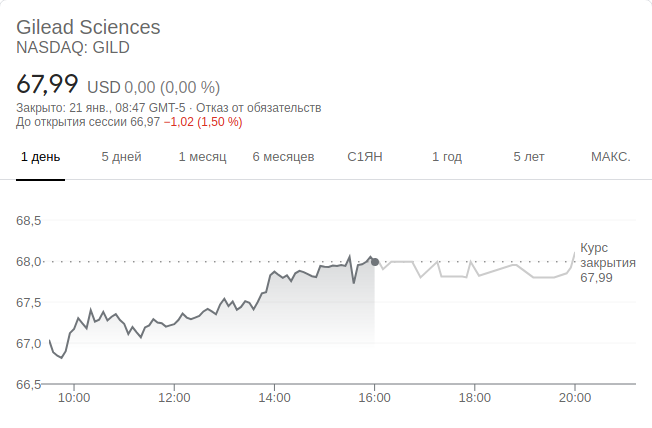 Gilead Sciences
NASDAQ: GILD
67,99 USD 0,00 (0,00 %)
Закрыто: 21 янв., 08:47 GMT-5 · Отказ от обязательств
До открытия сессии 66,97 −1,02 (1,50 %)
1 день 5 дней 1 месяц 6 месяцев С1ЯН 1 год 5 лет МАКС.
68,5
68,0
67,5
67,0
66,5
Курс
закрытия
67,99
10:00 12:00 14:00 16:00 18:00 20:00